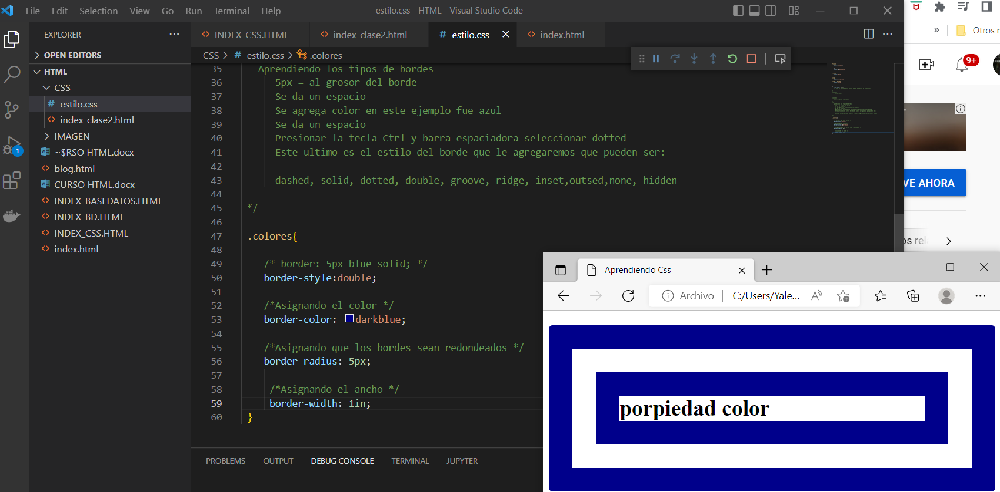 File Edit Selection View Go Run Terminal Help
estilo.css - HTML - Visual Studio Code
EXPLORER
OPEN EDITORS
HTML
CSS
estilo.css
index_clase2.html
IMAGEN
~$RSO HTML.docx
blog.html
CURSO HTML.docx
INDEX_BASEDATOS.HTML
INDEX_BD.HTML
INDEX_CSS.HTML
index.html
1
INDEX_CSS.HTML index_clase2.html # estilo.css index.html
CSS > # estilo.css > .colores
35 Aprendiendo los tipos de bordes
36 5px = al grosor del borde
37 Se da un espacio
38 Se agrega color en este ejemplo fue azul
39 Se da un espacio
40 Presionar la tecla Ctrl y barra espaciadora seleccionar dotted
41 Este ultimo es el estilo del borde que le agregaremos que pueden ser:
42
43 dashed, solid, dotted, double, groove, ridge, inset,outsed,none, hidden
44
45 */
46
47 .colores{
48
49 /* border: 5px blue solid; */
50 border-style:double;
51
52 /*Asignando el color */
53 border-color: darkblue;
54
55 /*Asignando que los bordes sean redondeados */
56 border-radius: 5px;
57
58 /*Asignando el ancho */
59 border-width: 1in;
60 }
PROBLEMS OUTPUT DEBUG CONSOLE TERMINAL JUPYTER
» Otros r
9+
VE AHORA
os rel
Aprendiendo Css
Archivo | C:/Users/Yale...
porpiedad color